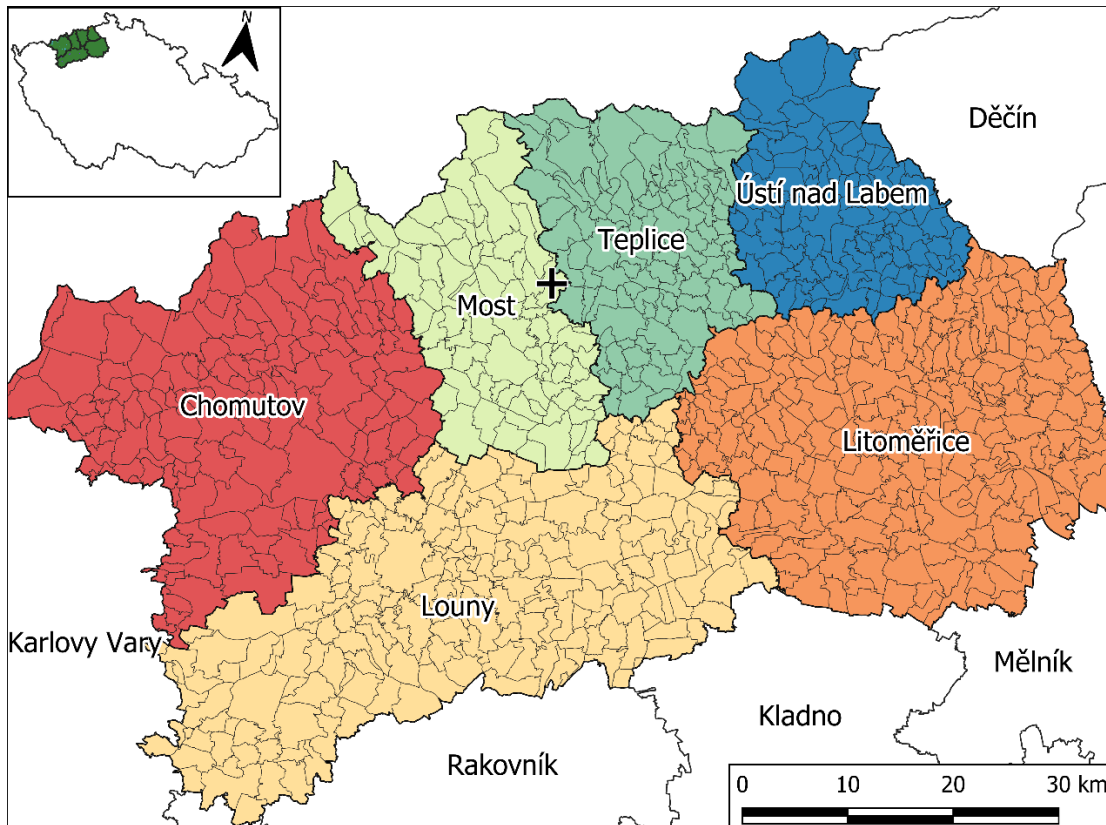 N
Děčín
Ústí nad Labem
Teplice
Most
Chomutov
Litoměřice
Louny
Karlovy Vary
Mělník
Kladno
Rakovník
0 10 20 30 km